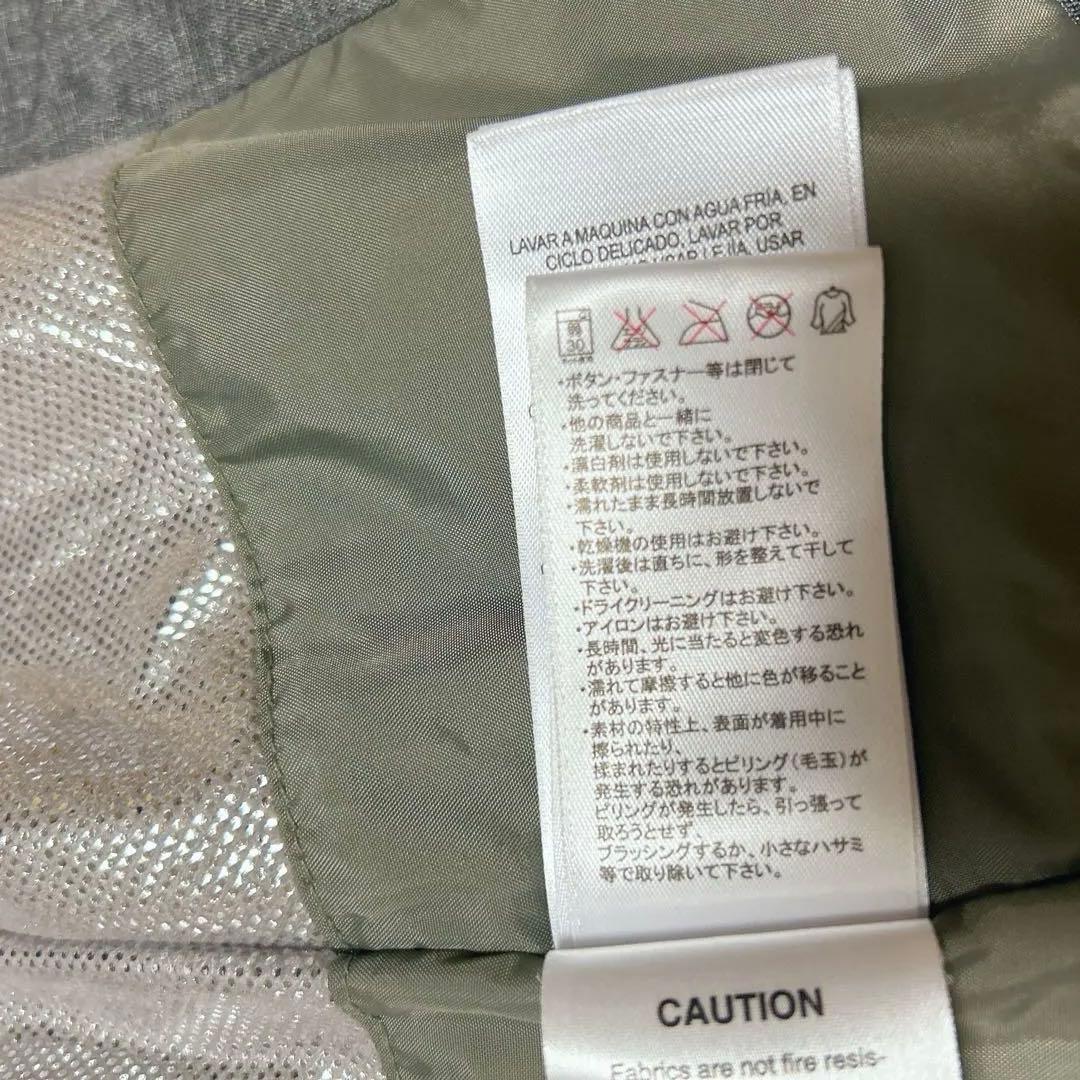 LAVAR A MAQUINA CON AGUA FRÍA, EN
CICLO DELICADO, LAVAR POR
USAR LEJÍA, USAR
弱
30
・ボタン・ファスナー等は閉じて
洗ってください。
・他の商品と一緒に
洗濯しないで下さい。
・漂白剤は使用しないで下さい。
・柔軟剤は使用しないで下さい。
・濡れたまま長時間放置しないで
下さい。
・乾燥機の使用はお避け下さい。
・洗濯後は直ちに、形を整えて干して
下さい。
・ドライクリーニングはお避け下さい。
・アイロンはお避け下さい。
・長時間、光に当たると変色する恐れ
があります。
・濡れて摩擦すると他に色が移ること
があります。
・素材の特性上、表面が着用中に
擦られたり、
揉まれたりするとピリング(毛玉)が
発生する恐れがあります。
ピリングが発生したら、引っ張って
取ろうとせず、
ブラッシングするか、小さなハサミ
等で取り除いて下さい。
CAUTION
Fabrics are not fire resis-